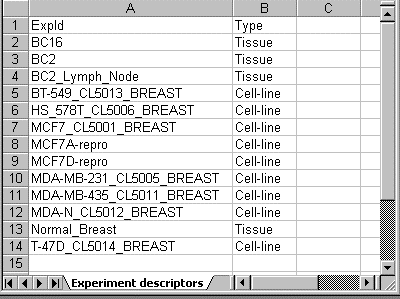 A B C
1 ExpId Type
2 BC16 Tissue
3 BC2 Tissue
4 BC2_Lymph_Node Tissue
5 BT-549_CL5013_BREAST Cell-line
6 HS_578T_CL5006_BREAST Cell-line
7 MCF7_CL5001_BREAST Cell-line
8 MCF7A-repro Cell-line
9 MCF7D-repro Cell-line
10 MDA-MB-231_CL5005_BREAST Cell-line
11 MDA-MB-435_CL5011_BREAST Cell-line
12 MDA-N_CL5012_BREAST Cell-line
13 Normal_Breast Tissue
14 T-47D_CL5014_BREAST Cell-line
15
Experiment descriptors